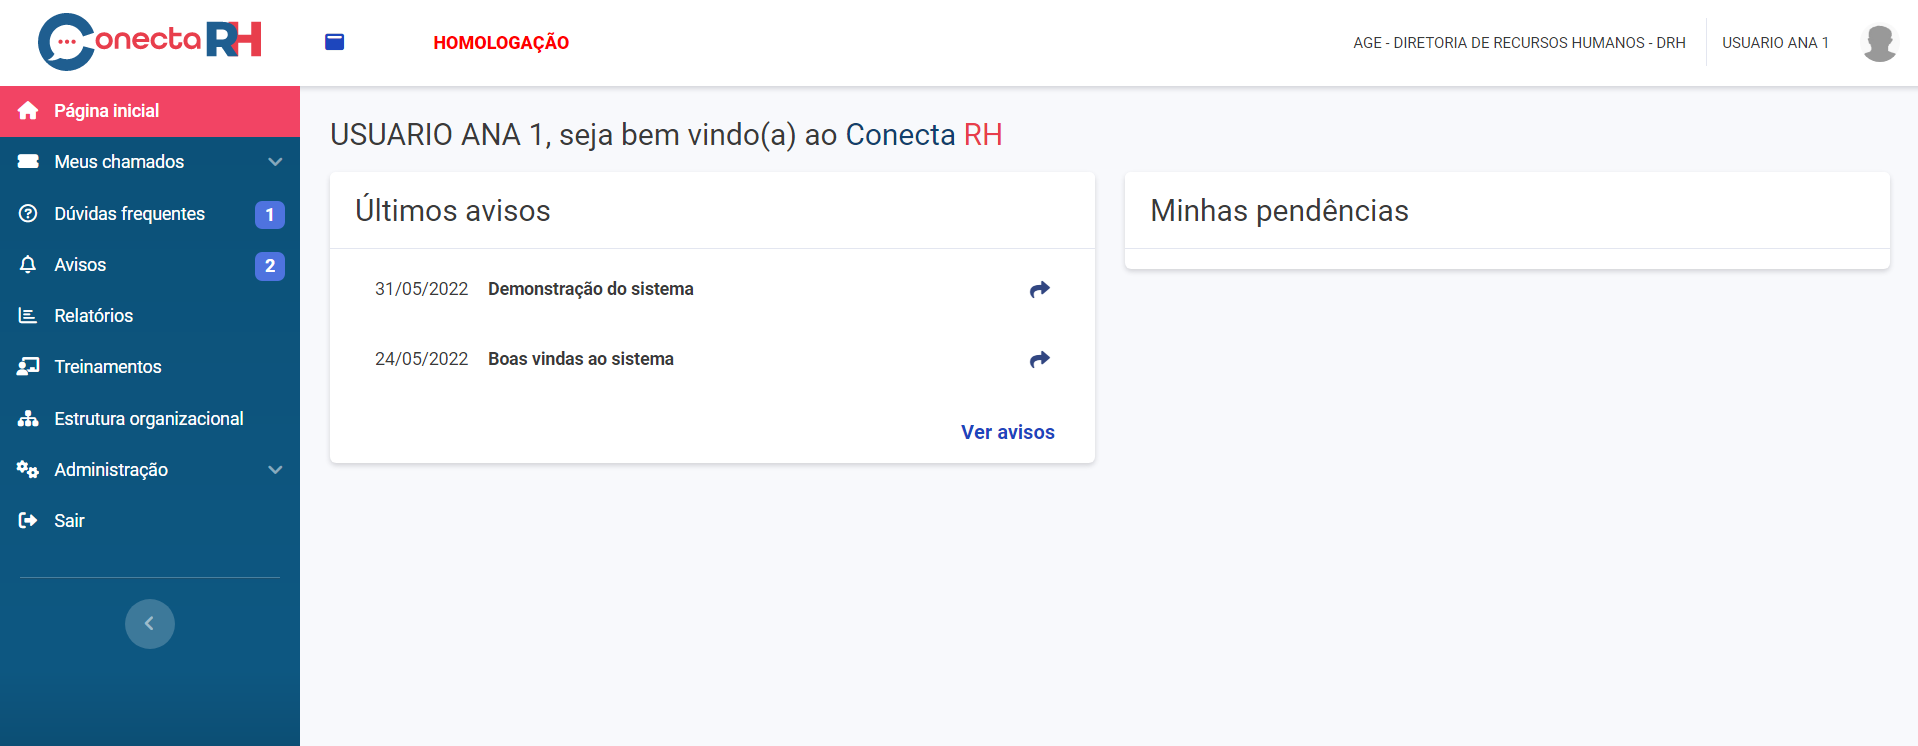 Conecta RH
HOMOLOGAÇÃO
AGE - DIRETORIA DE RECURSOS HUMANOS - DRH
USUARIO ANA 1
Página inicial
Meus chamados
Dúvidas frequentes 1
Avisos 2
Relatórios
Treinamentos
Estrutura organizacional
Administração
Sair
USUARIO ANA 1, seja bem vindo(a) ao Conecta RH
Últimos avisos
31/05/2022 Demonstração do sistema
24/05/2022 Boas vindas ao sistema
Ver avisos
Minhas pendências